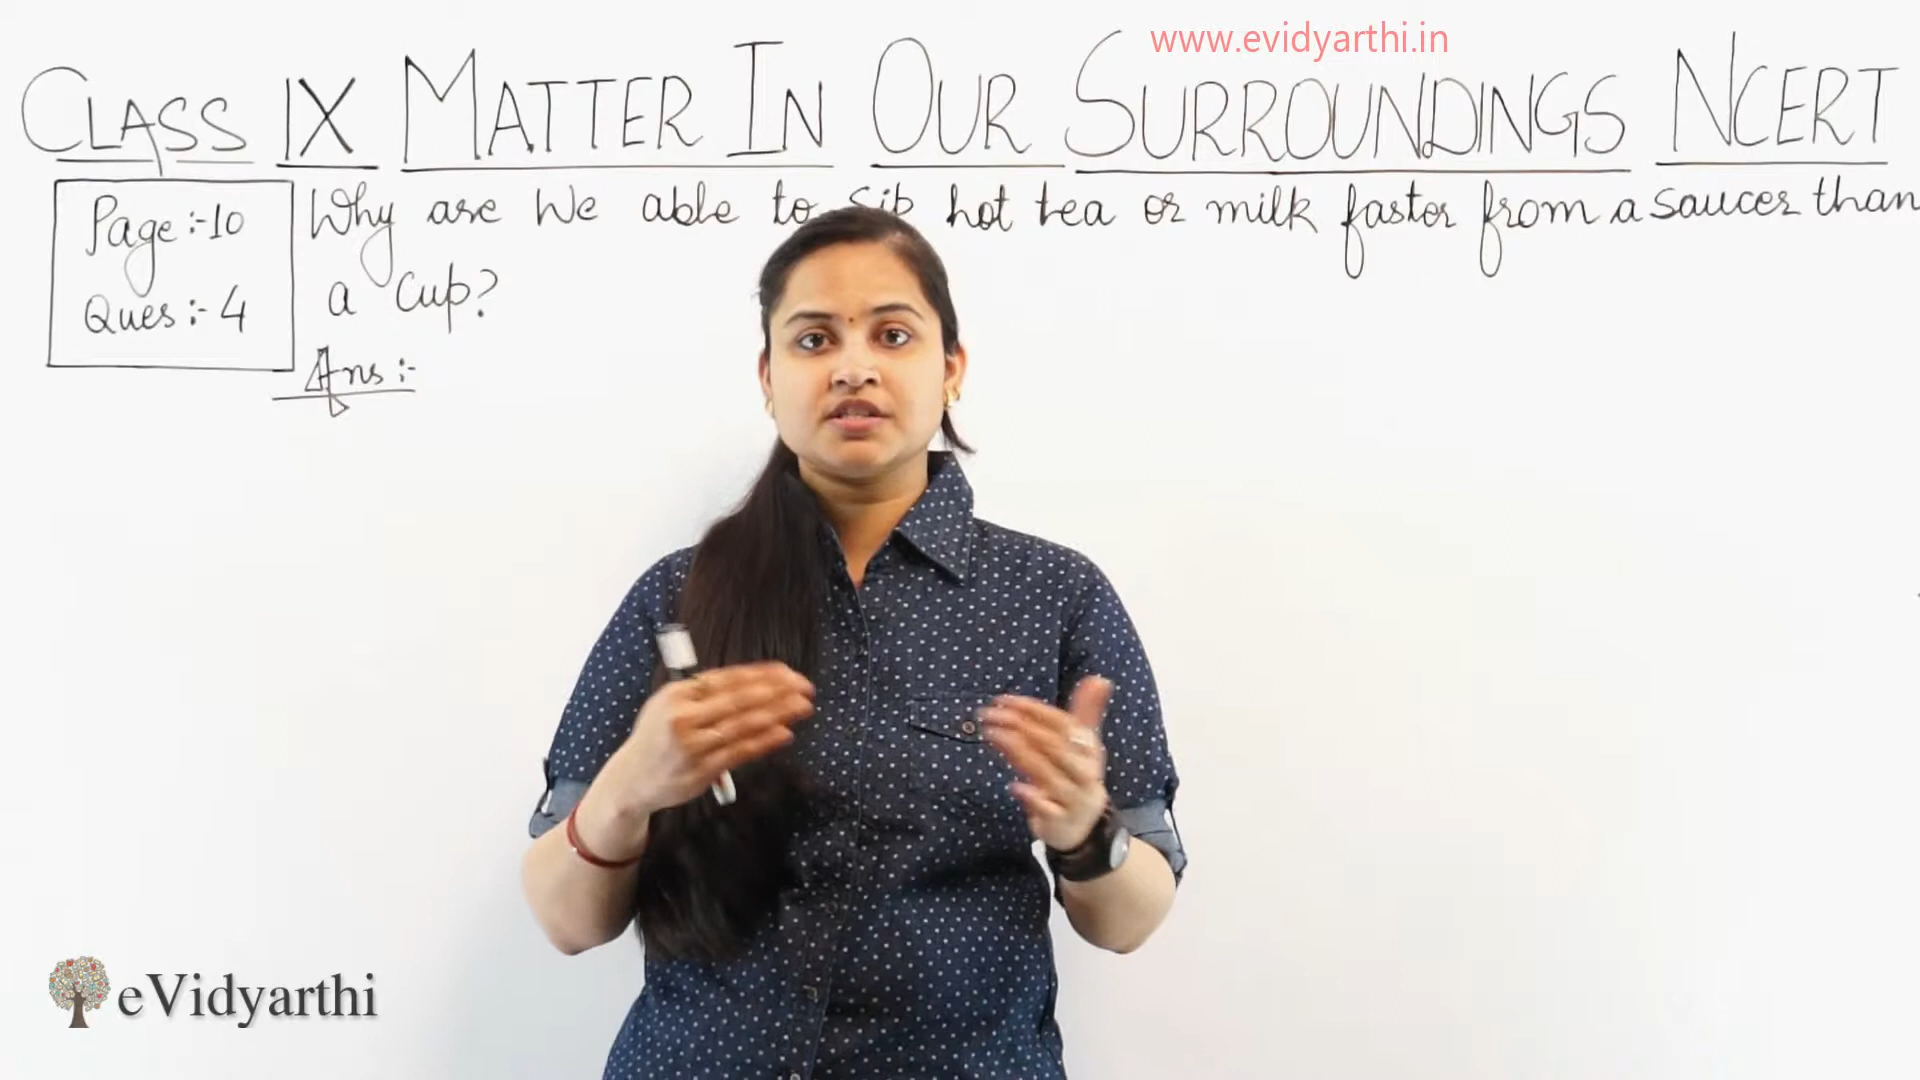 www.evidyarthi.in
CLASS IX MATTER IN OUR SURROUNDINGS NCERT
Page:-10
Ques:- 4
Why are We able to sip hot tea or milk faster from a saucer than
a cup?
Ans:-
eVidyarthi